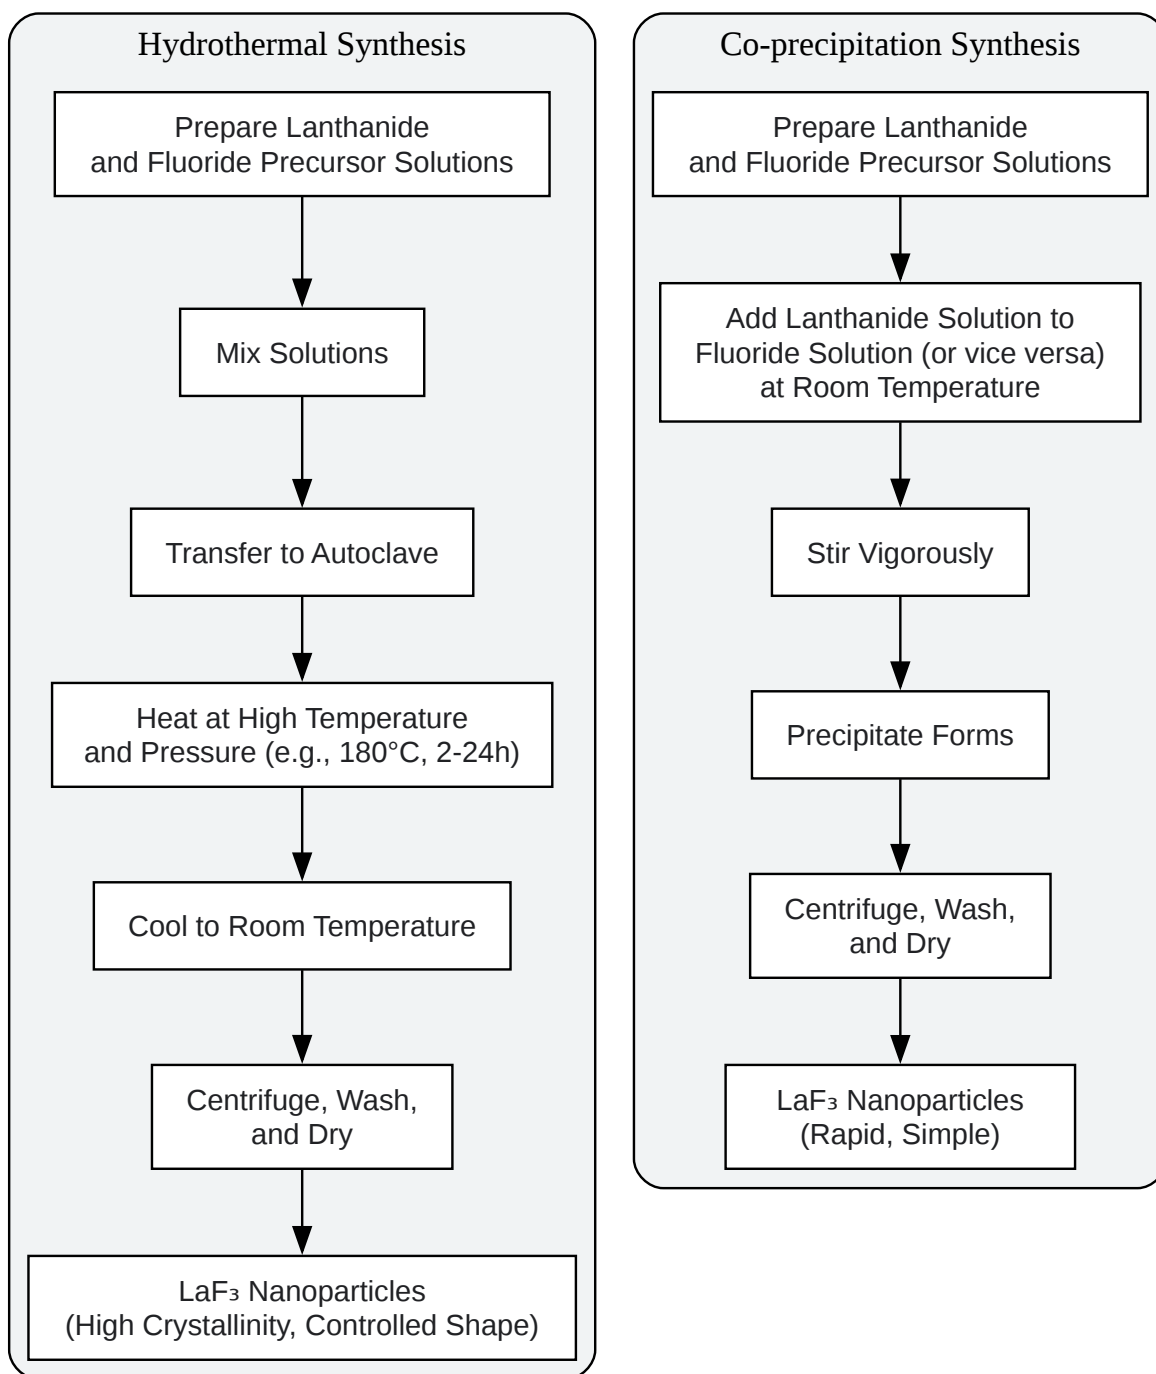 Hydrothermal Synthesis
Prepare Lanthanide
and Fluoride Precursor Solutions
Mix Solutions
Transfer to Autoclave
Heat at High Temperature
and Pressure (e.g., 180°C, 2-24h)
Cool to Room Temperature
Centrifuge, Wash,
and Dry
LaF₃ Nanoparticles
(High Crystallinity, Controlled Shape)
Co-precipitation Synthesis
Prepare Lanthanide
and Fluoride Precursor Solutions
Add Lanthanide Solution to
Fluoride Solution (or vice versa)
at Room Temperature
Stir Vigorously
Precipitate Forms
Centrifuge, Wash,
and Dry
LaF₃ Nanoparticles
(Rapid, Simple)